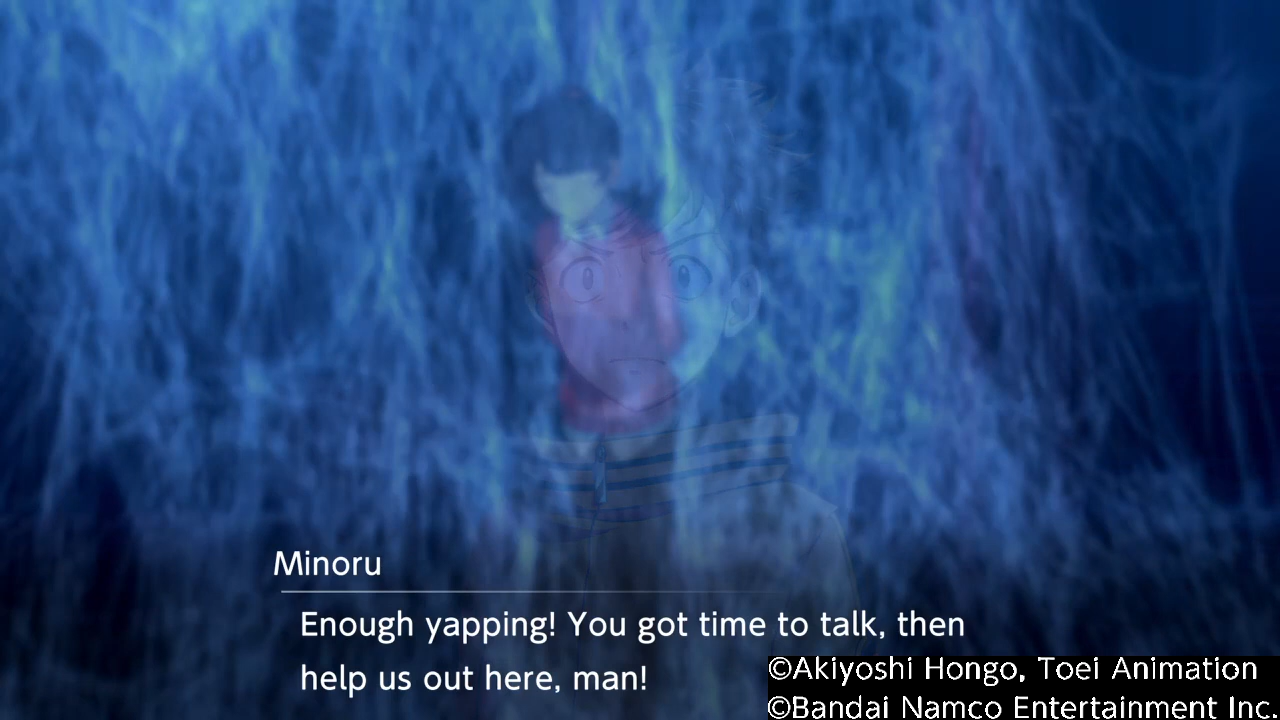 Minoru
Enough yapping! You got time to talk, then
help us out here, man!
©Akiyoshi Hongo, Toei Animation
©Bandai Namco Entertainment Inc.